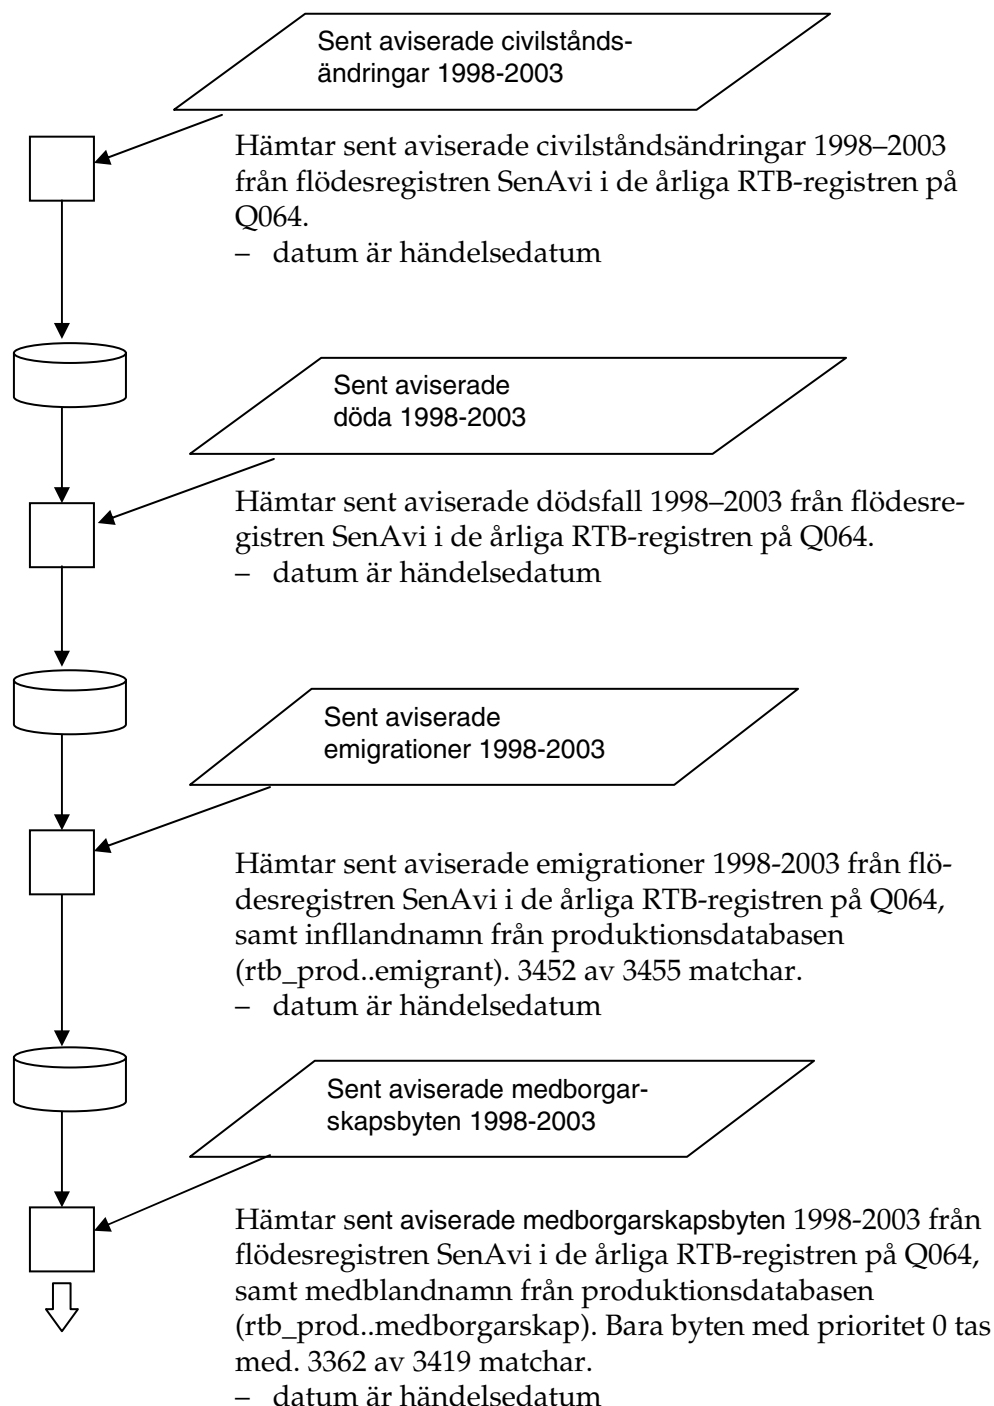 Sent aviserade civilstånds-
ändringar 1998-2003
Hämtar sent aviserade civilståndsändringar 1998–2003
från flödesregistren SenAvi i de årliga RTB-registren på
Q064.
– datum är händelsedatum
Sent aviserade
döda 1998-2003
Hämtar sent aviserade dödsfall 1998–2003 från flödesre-
gistren SenAvi i de årliga RTB-registren på Q064.
– datum är händelsedatum
Sent aviserade
emigrationer 1998-2003
Hämtar sent aviserade emigrationer 1998-2003 från flö-
desregistren SenAvi i de årliga RTB-registren på Q064,
samt infllandnamn från produktionsdatabasen
(rtb_prod..emigrant). 3452 av 3455 matchar.
– datum är händelsedatum
Sent aviserade medborgar-
skapsbyten 1998-2003
Hämtar sent aviserade medborgarskapsbyten 1998-2003 från
flödesregistren SenAvi i de årliga RTB-registren på Q064,
samt medblandnamn från produktionsdatabasen
(rtb_prod..medborgarskap). Bara byten med prioritet 0 tas
med. 3362 av 3419 matchar.
– datum är händelsedatum